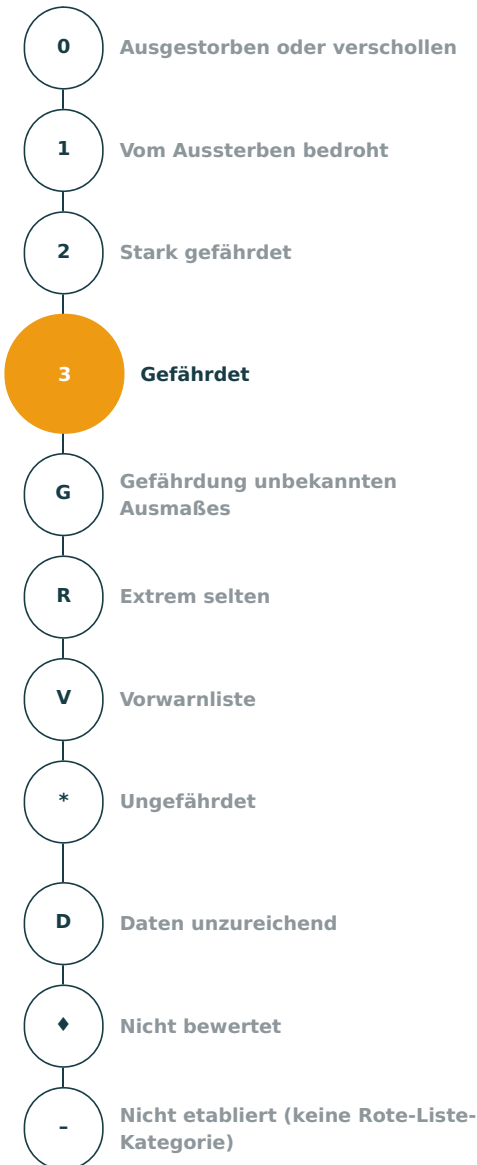 0 Ausgestorben oder verschollen
1 Vom Aussterben bedroht
2 Stark gefährdet
3 Gefährdet
G Gefährdung unbekannten
Ausmaßes
R Extrem selten
V Vorwarnliste
* Ungefährdet
D Daten unzureichend
♦ Nicht bewertet
– Nicht etabliert (keine Rote-Liste-
Kategorie)